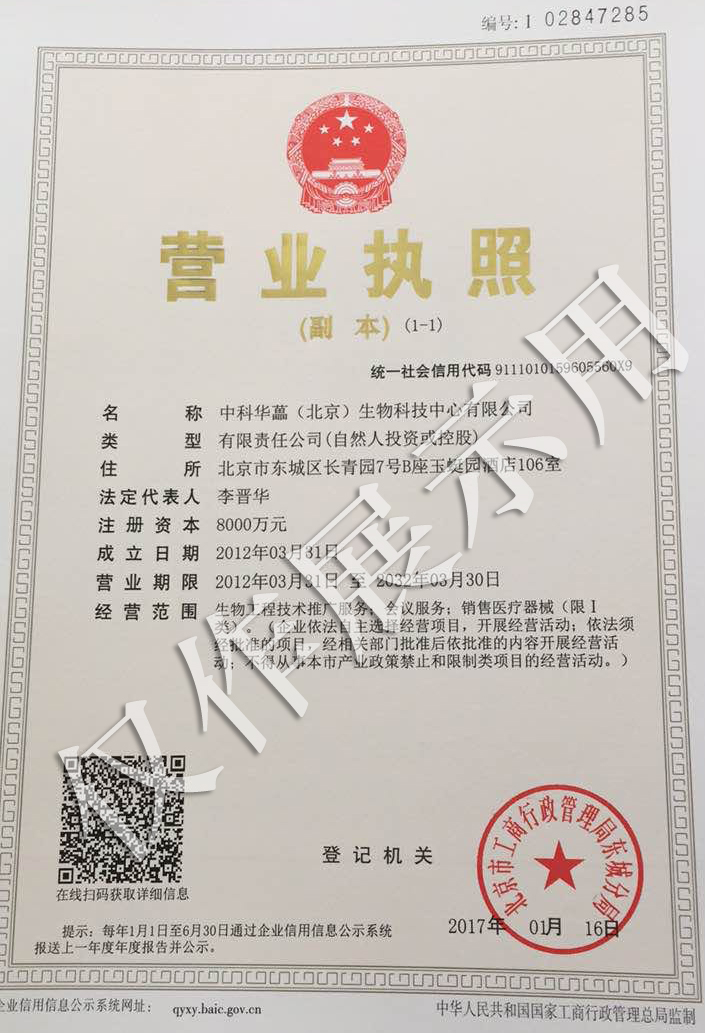 编号:I 02847285
营业执照
(副 本) (1-1)
统一社会信用代码 9111010159605560X9
名 称 中科华藟（北京）生物科技中心有限公司
类 型 有限责任公司(自然人投资或控股)
住 所 北京市东城区长青园7号B座玉蜓园酒店106室
法定代表人 李晋华
注册资本 8000万元
成立日期 2012年03月31日
营业期限 2012年03月31日 至 2032年03月30日
经营范围 生物工程技术推广服务；会议服务；销售医疗器械（限Ⅰ
类）。（企业依法自主选择经营项目，开展经营活动；依法须
经批准的项目，经相关部门批准后依批准的内容开展经营活
动；不得从事本市产业政策禁止和限制类项目的经营活动。）
仅作展示用
在线扫码获取详细信息
登记机关
北京市工商行政管理局东城分局
2017年 01月 16日
提示：每年1月1日至6月30日通过企业信用信息公示系统
报送上一年度年度报告并公示。
企业信用信息公示系统网址： qyxy.baic.gov.cn
中华人民共和国国家工商行政管理总局监制